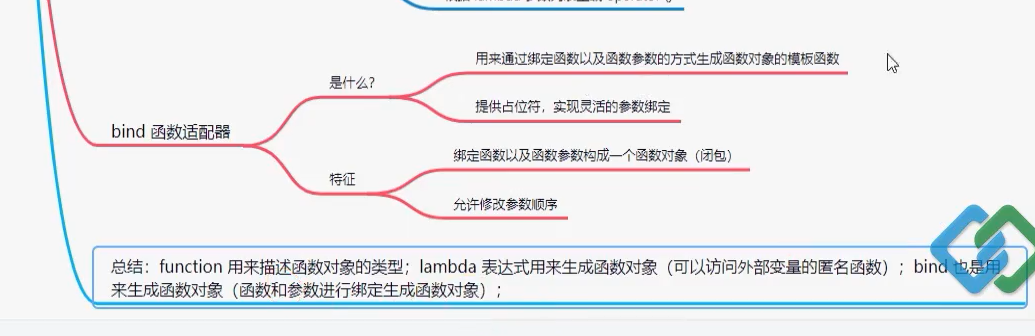 用来通过绑定函数以及函数参数的方式生成函数对象的模板函数
是什么?
提供占位符，实现灵活的参数绑定
bind 函数适配器
绑定函数以及函数参数构成一个函数对象（闭包）
特征
允许修改参数顺序
总结：function 用来描述函数对象的类型；lambda 表达式用来生成函数对象（可以访问外部变量的匿名函数）；bind 也是用
来生成函数对象（函数和参数进行绑定生成函数对象）；